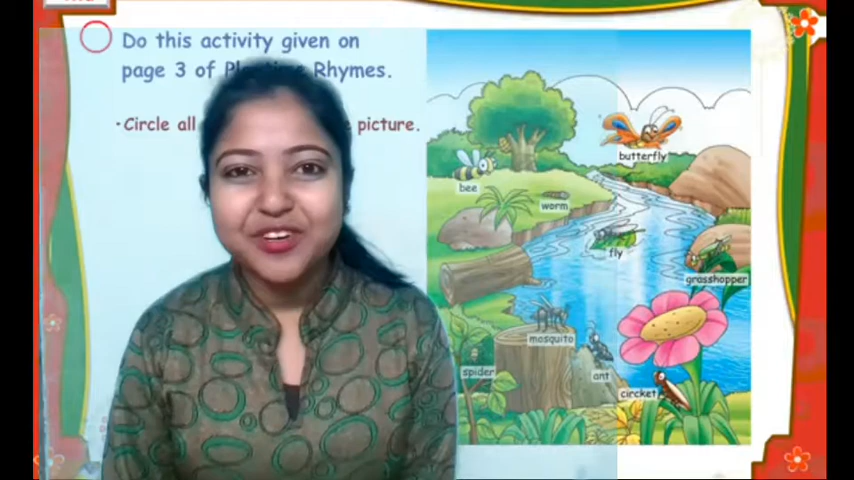 Do this activity given on
page 3 of Rhymes.
• Circle all picture.
butterfly
bee
worm
fly
grasshopper
mosquito
spider
ant
circket